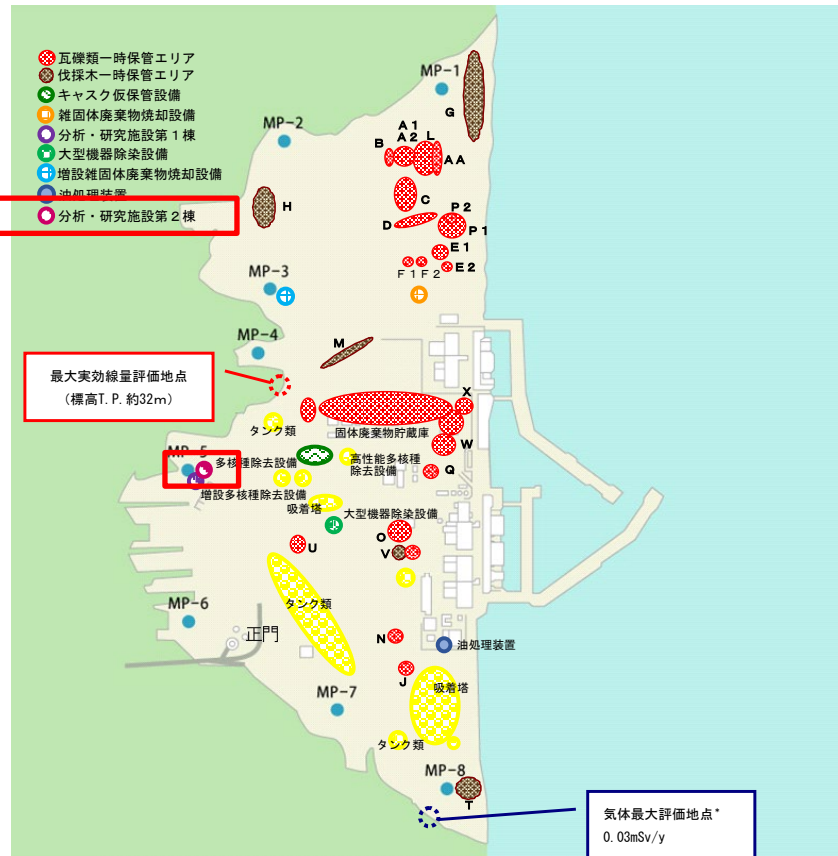 瓦礫類一時保管エリア
伐採木一時保管エリア
キャスク仮保管設備
雑固体廃棄物焼却設備
分析・研究施設第１棟
大型機器除染設備
増設雑固体廃棄物焼却設備
油処理装置
分析・研究施設第２棟
MP-1
G
MP-2
A1
A2
L
B
AA
H
C
D
P2
P1
E1
F1
F2
E2
MP-3
MP-4
M
最大実効線量評価地点
（標高T.P.約32m）
X
タンク類
固体廃棄物貯蔵庫
W
MP-5
多核種除去設備
高性能多核種
除去設備
Q
増設多核種除去設備
吸着塔
大型機器除染設備
O
U
V
タンク類
MP-6
正門
N
油処理装置
J
吸着塔
MP-7
タンク類
MP-8
T
気体最大評価地点*
0.03mSv/y